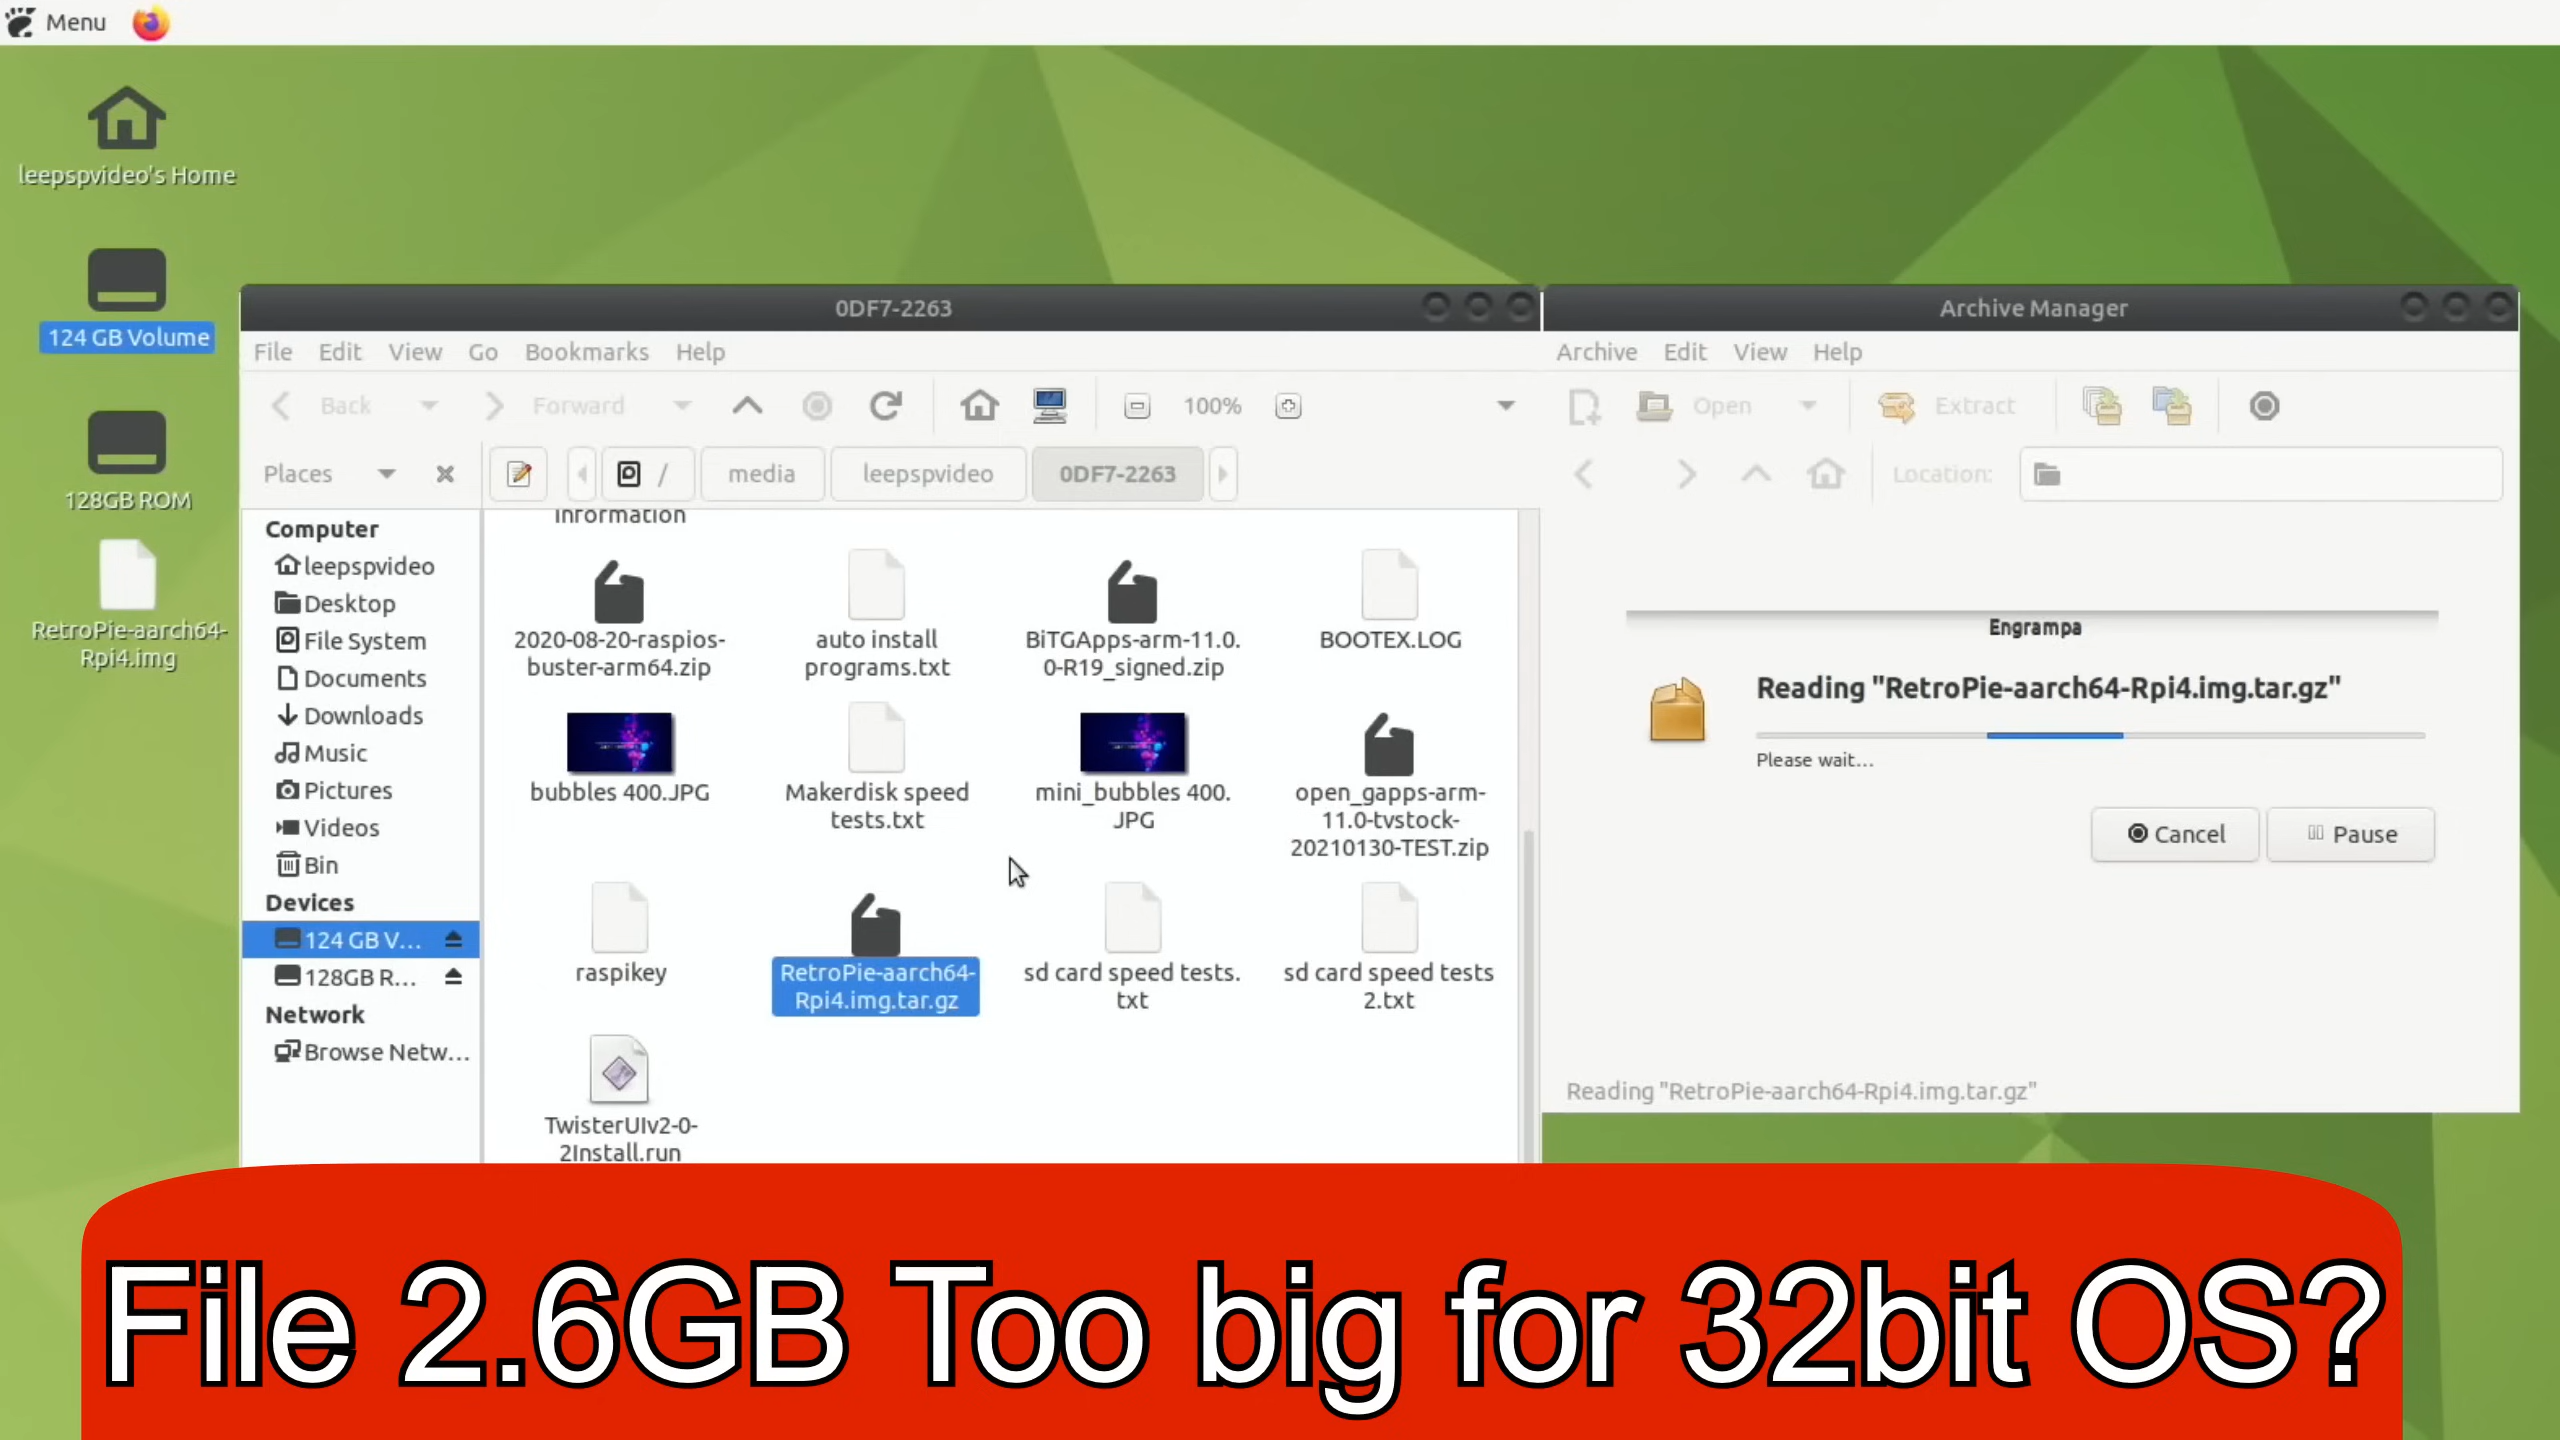 Menu
leepspvideo's Home
124 GB Volume
128GB ROM
RetroPie-aarch64-
Rpi4.img
0DF7-2263
File Edit View Go Bookmarks Help
Back Forward 100%
Places / media leepspvideo 0DF7-2263
Computer
leepspvideo
Desktop
File System
Documents
Downloads
Music
Pictures
Videos
Bin
Devices
124 GB V...
128GB R...
Network
Browse Netw...
information
2020-08-20-raspios-
buster-arm64.zip
auto install
programs.txt
BiTGApps-arm-11.0.
0-R19_signed.zip
BOOTEX.LOG
bubbles 400.JPG
Makerdisk speed
tests.txt
mini_bubbles 400.
JPG
open_gapps-arm-
11.0-tvstock-
20210130-TEST.zip
raspikey
RetroPie-aarch64-
Rpi4.img.tar.gz
sd card speed tests.
txt
sd card speed tests
2.txt
TwisterUIv2-0-
2Install.run
Archive Manager
Archive Edit View Help
Open Extract
Location:
Engrampa
Reading "RetroPie-aarch64-Rpi4.img.tar.gz"
Please wait...
Cancel Pause
Reading "RetroPie-aarch64-Rpi4.img.tar.gz"
File 2.6GB Too big for 32bit OS?